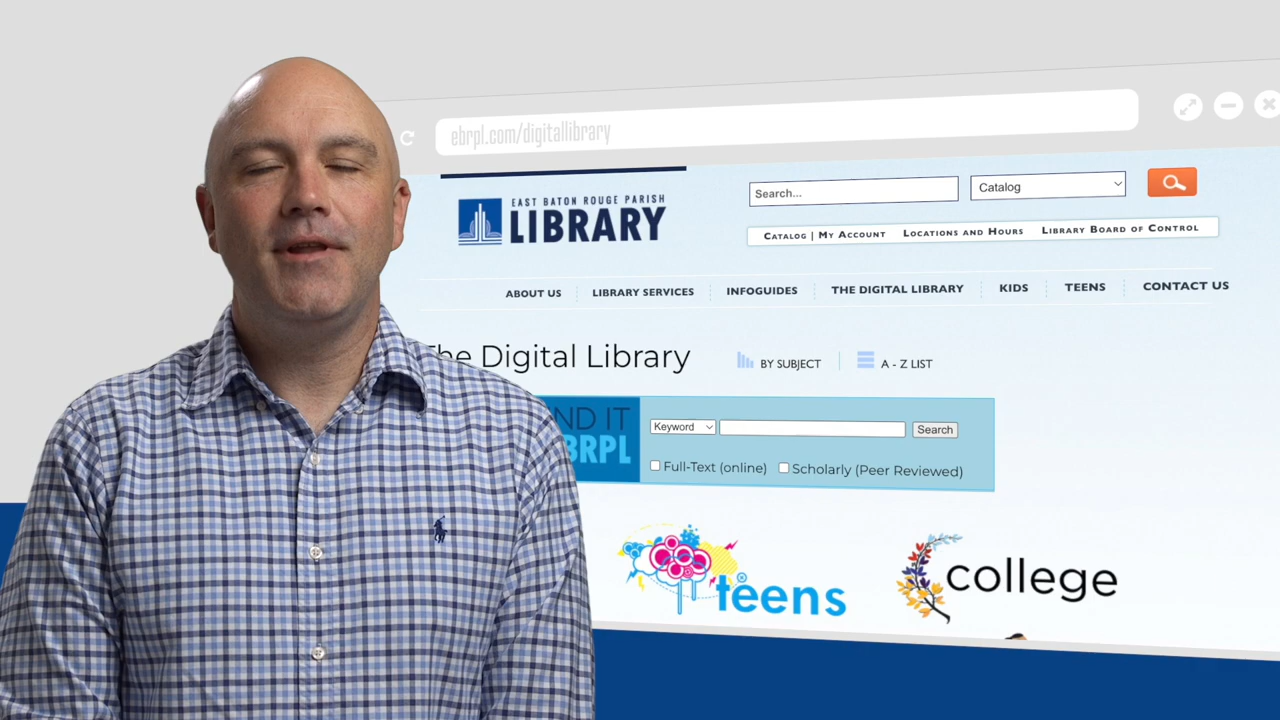 ebrpl.com/digitallibrary
EAST BATON ROUGE PARISH
LIBRARY
Search...
Catalog
CATALOG | MY ACCOUNT
LOCATIONS AND HOURS
LIBRARY BOARD OF CONTROL
ABOUT US
LIBRARY SERVICES
INFOGUIDES
THE DIGITAL LIBRARY
KIDS
TEENS
CONTACT US
he Digital Library
BY SUBJECT
A - Z LIST
ND IT
BRPL
Keyword
Search
Full-Text (online)
Scholarly (Peer Reviewed)
teens
college